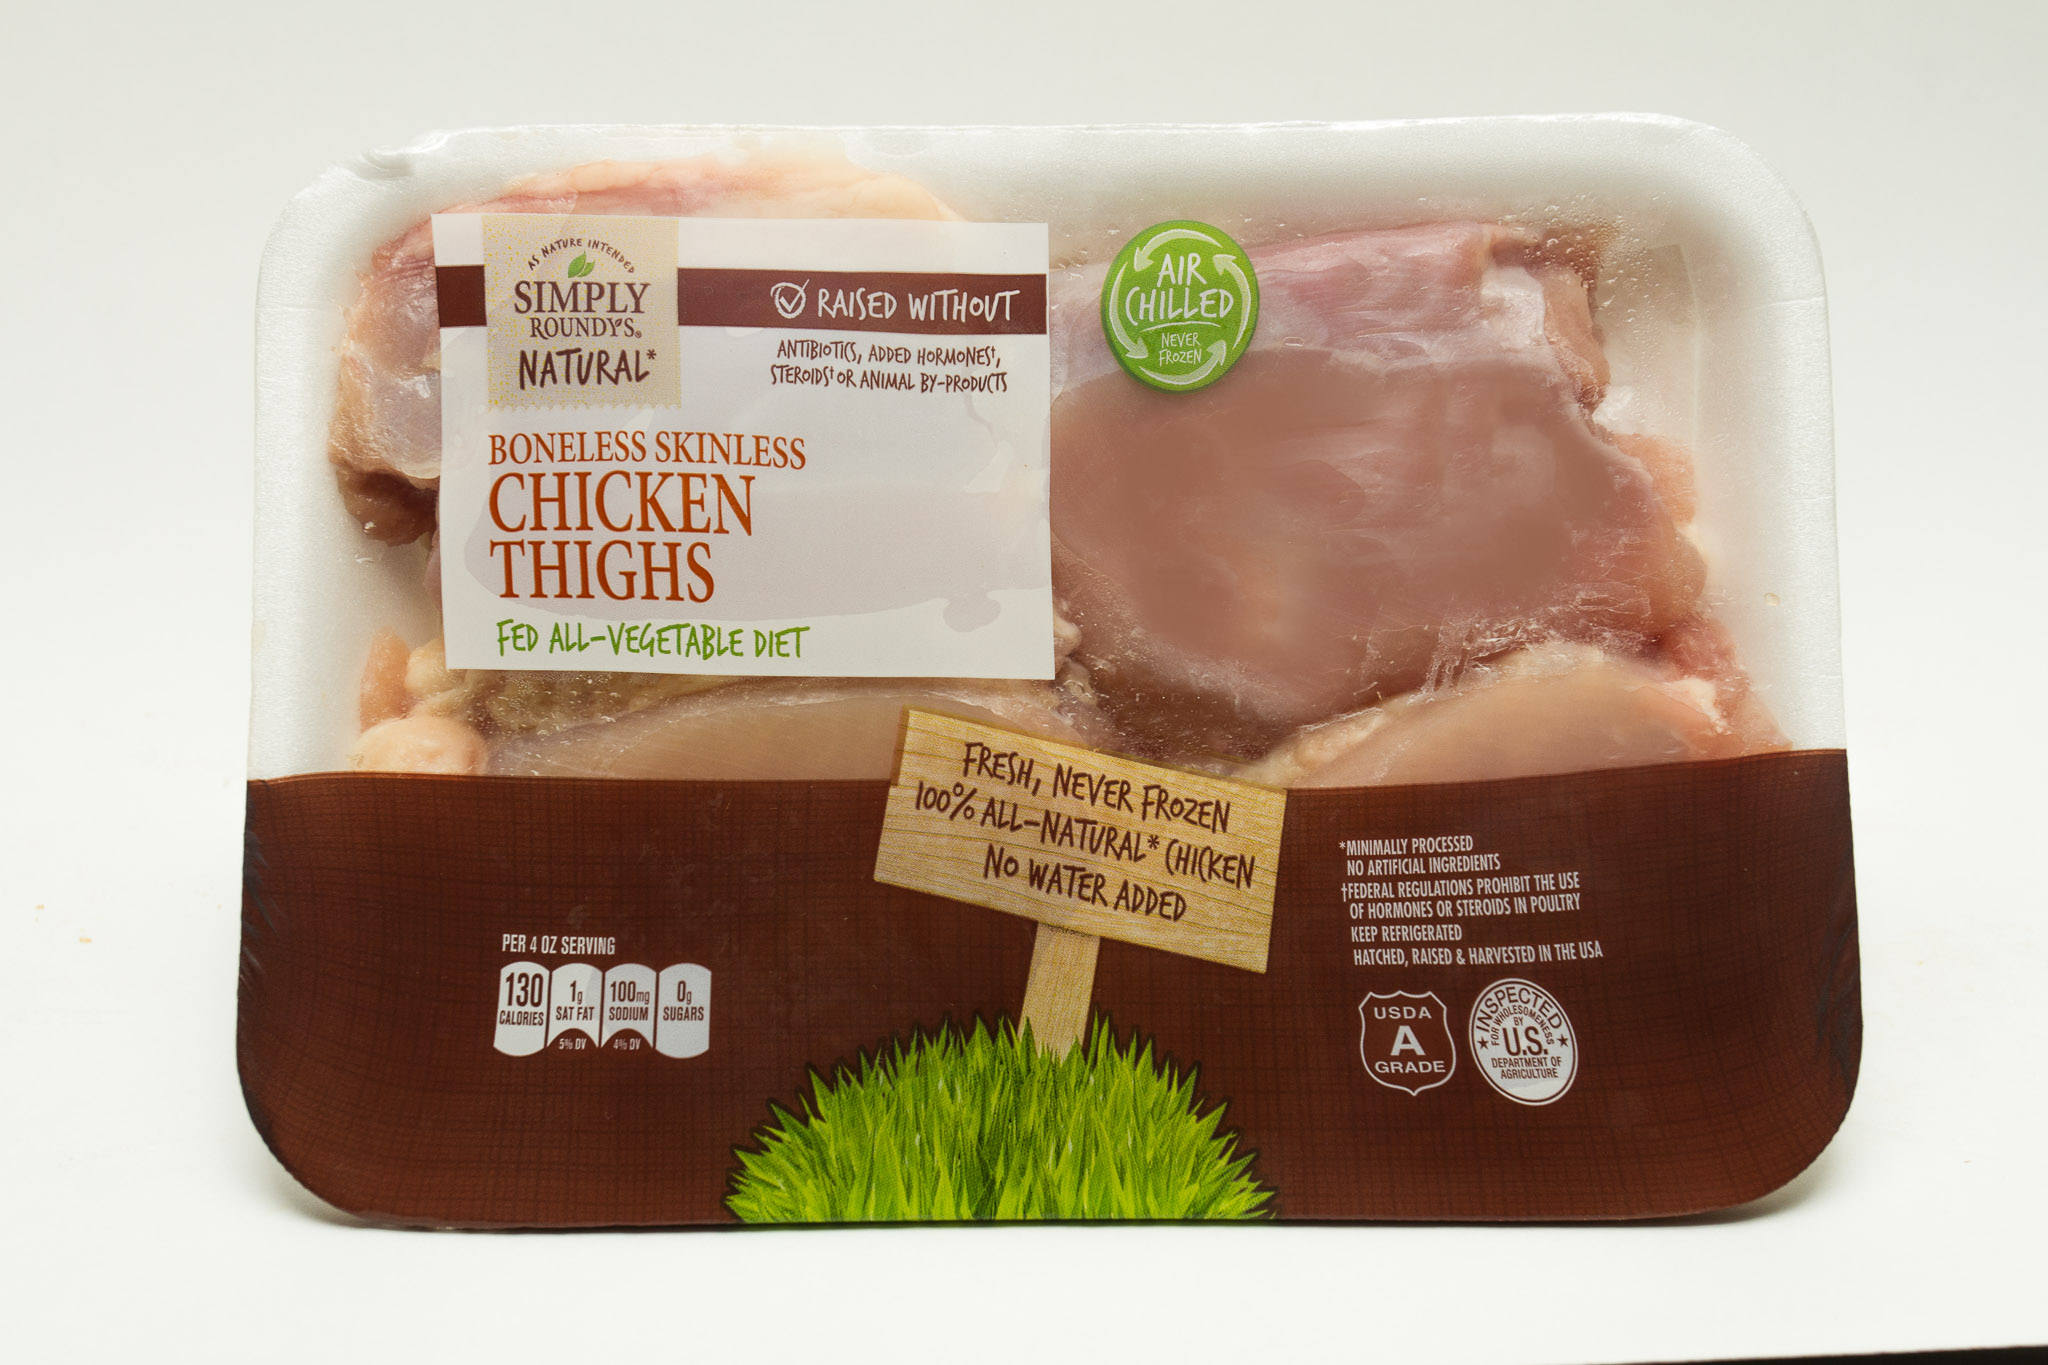 AS NATURE INTENDED
SIMPLY
ROUNDY'S®
NATURAL*
RAISED WITHOUT
ANTIBIOTICS, ADDED HORMONES†,
STEROIDS† OR ANIMAL BY-PRODUCTS
BONELESS SKINLESS
CHICKEN
THIGHS
FED ALL-VEGETABLE DIET
AIR
CHILLED
NEVER
FROZEN
FRESH, NEVER FROZEN
100% ALL-NATURAL* CHICKEN
NO WATER ADDED
PER 4 OZ SERVING
130
CALORIES
1g
SAT FAT
5% DV
100mg
SODIUM
4% DV
0g
SUGARS
*MINIMALLY PROCESSED
NO ARTIFICIAL INGREDIENTS
†FEDERAL REGULATIONS PROHIBIT THE USE
OF HORMONES OR STEROIDS IN POULTRY
KEEP REFRIGERATED
HATCHED, RAISED & HARVESTED IN THE USA
USDA
A
GRADE
INSPECTED
FOR WHOLESOMENESS
BY
U.S.
DEPARTMENT OF
AGRICULTURE